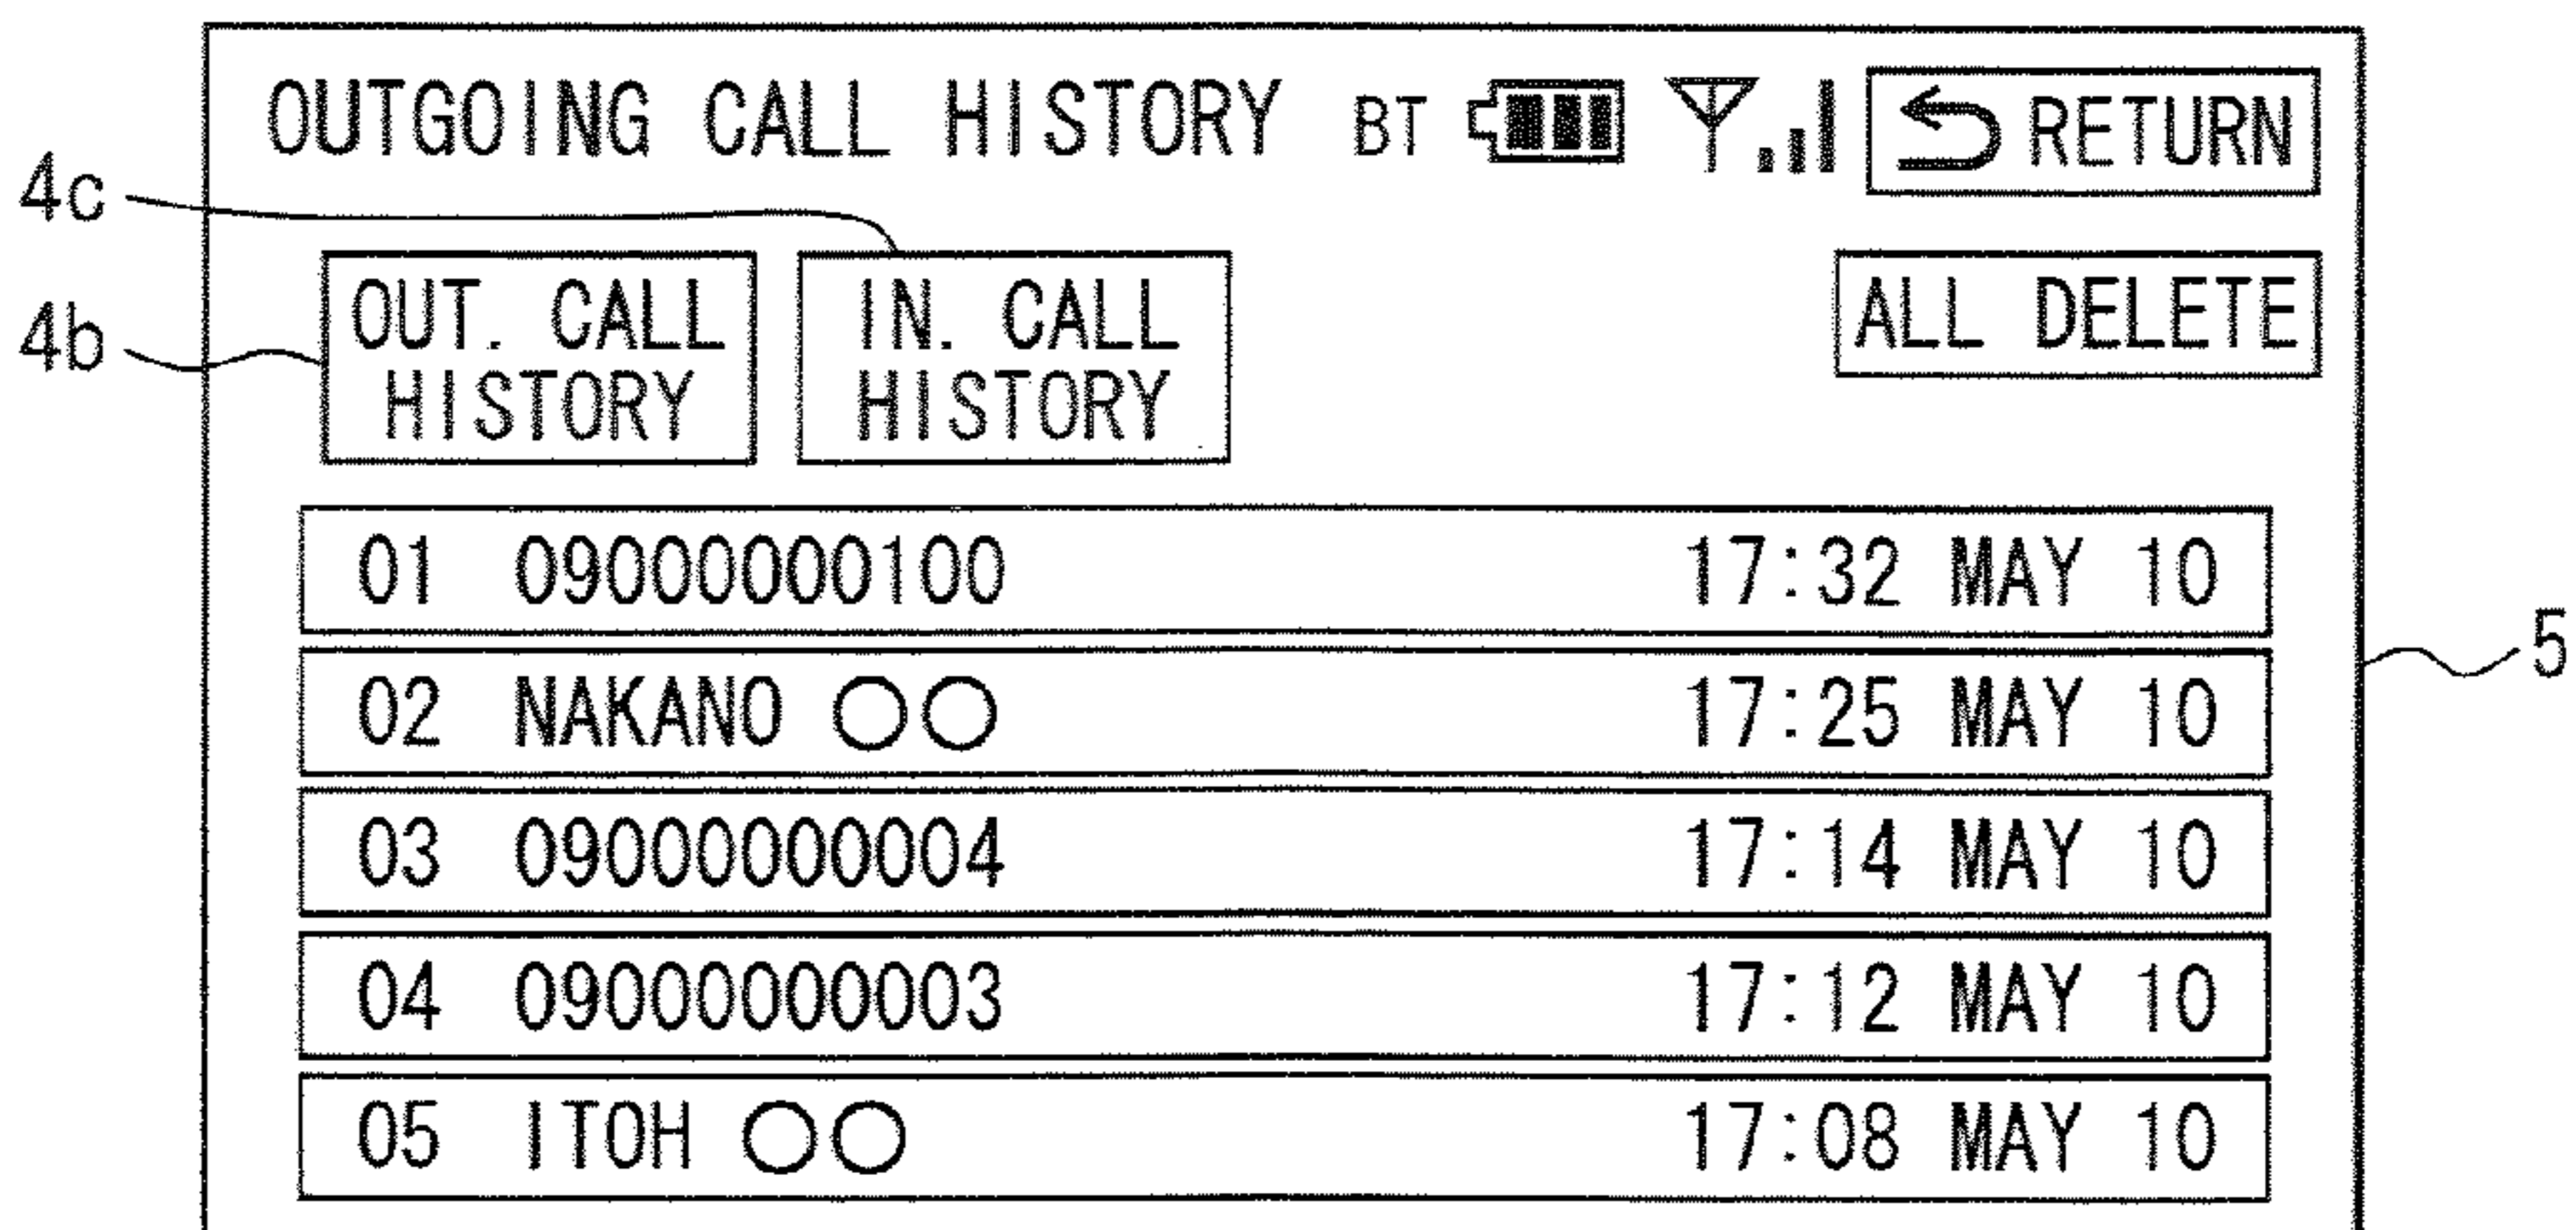 OUTGOING CALL HISTORY BT RETURN
4c
OUT. CALL HISTORY
IN. CALL HISTORY
ALL DELETE
4b
01 09000000100 17:32 MAY 10
02 NAKANO ○○ 17:25 MAY 10
5
03 09000000004 17:14 MAY 10
04 09000000003 17:12 MAY 10
05 ITOH ○○ 17:08 MAY 10